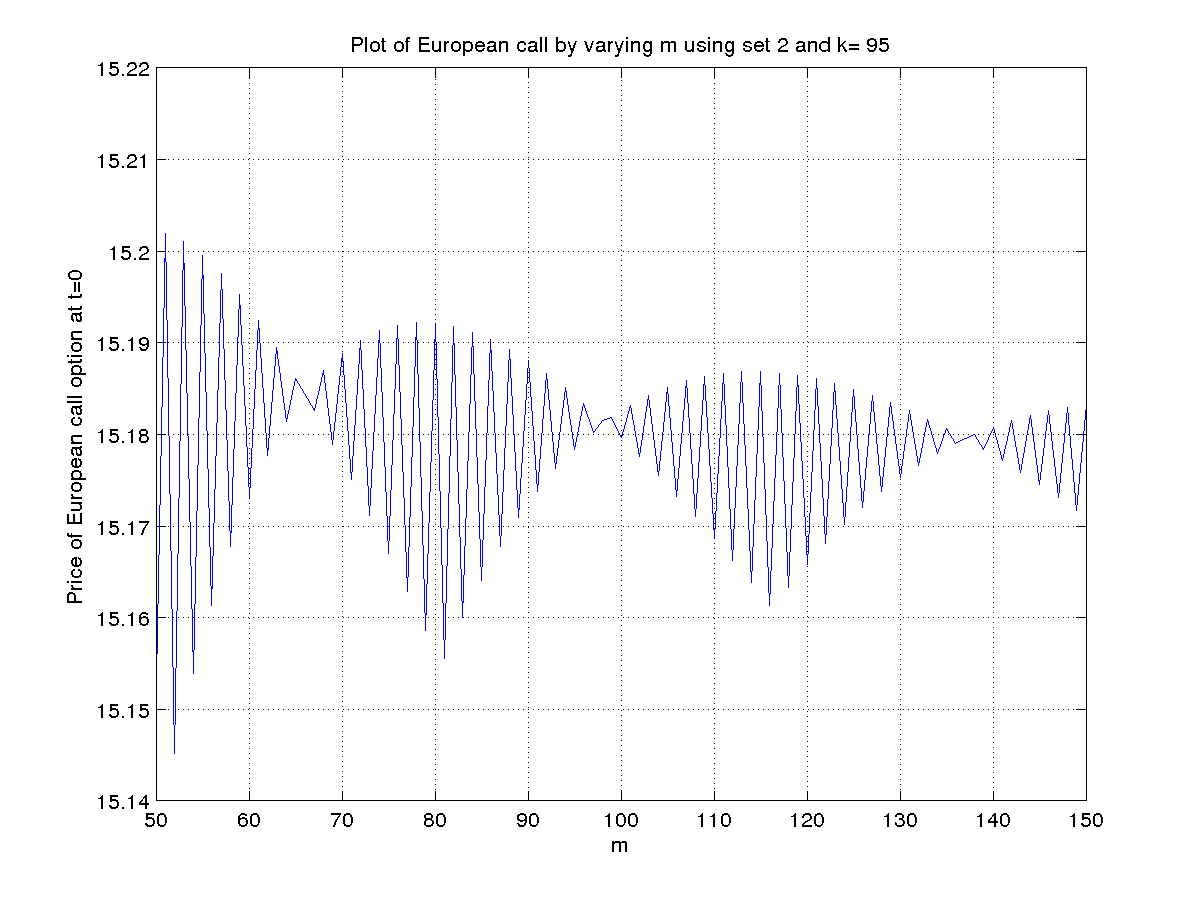 Plot of European call by varying m using set 2 and k= 95
15.22
15.21
15.2
15.19
15.18
15.17
15.16
15.15
15.14
Price of European call option at t=0
50 60 70 80 90 100 110 120 130 140 150
m